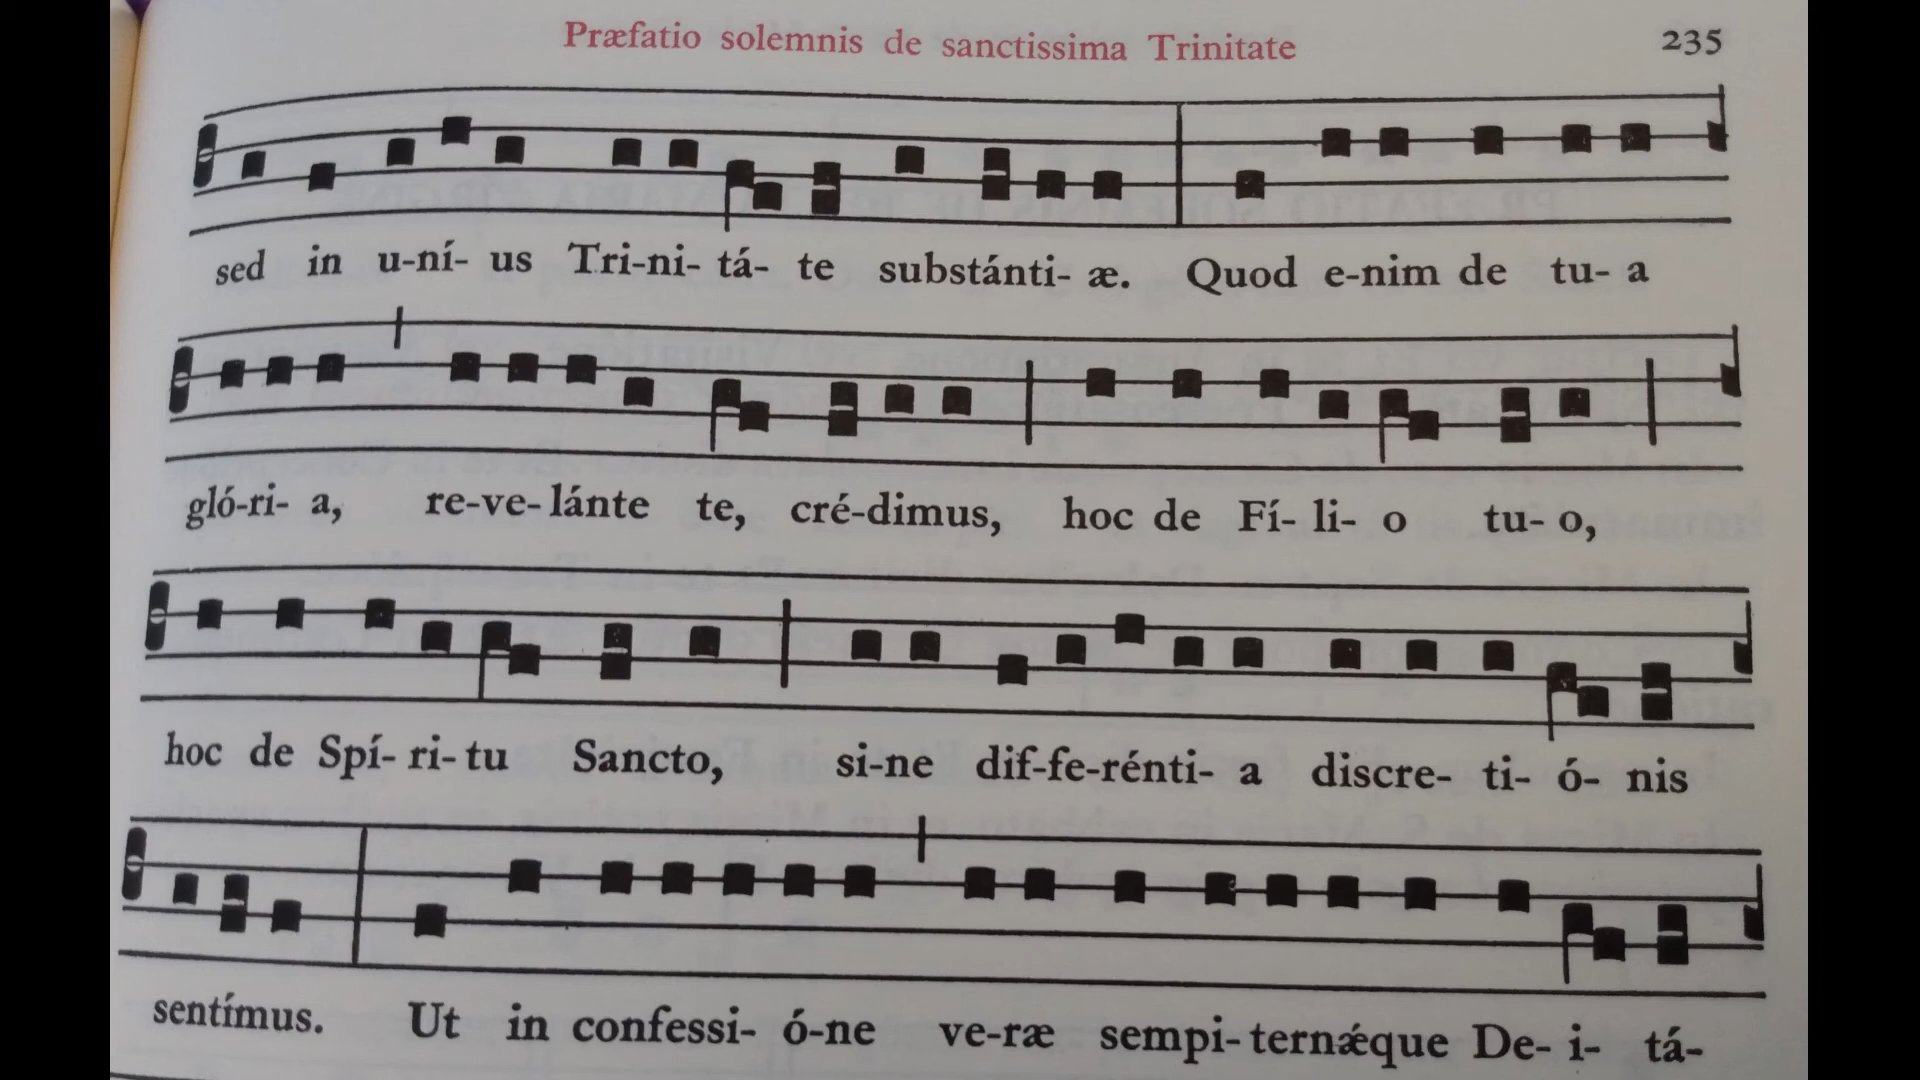 Præfatio solemnis de sanctissima Trinitate 235
sed in u-ní- us Tri-ni- tá- te substánti- æ. Quod e-nim de tu- a
gló-ri- a, re-ve-lánte te, cré-dimus, hoc de Fí- li- o tu- o,
hoc de Spí- ri- tu Sancto, si-ne dif-fe-rénti- a discre- ti- ó- nis
sentímus. Ut in confessi- ó-ne ve-ræ sempi-ternǽque De- i- tá-